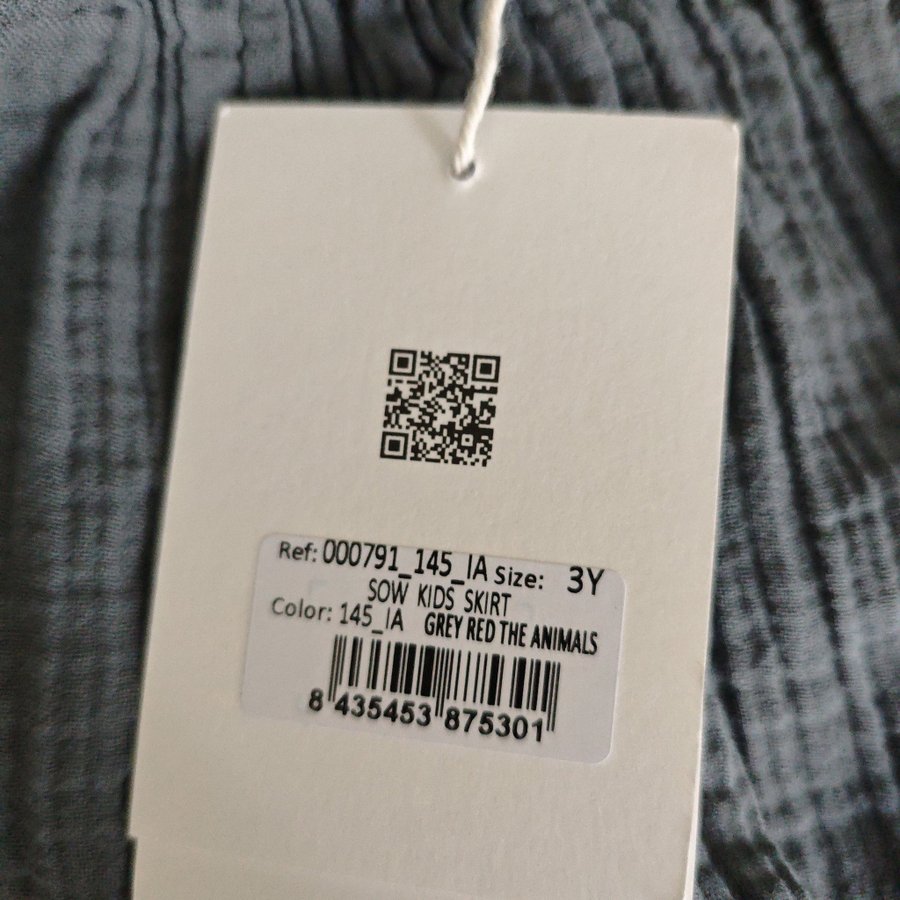 Ref: 000791_145_IA Size: 3Y
SOW KIDS SKIRT
Color: 145_IA GREY RED THE ANIMALS
8 435453 875301